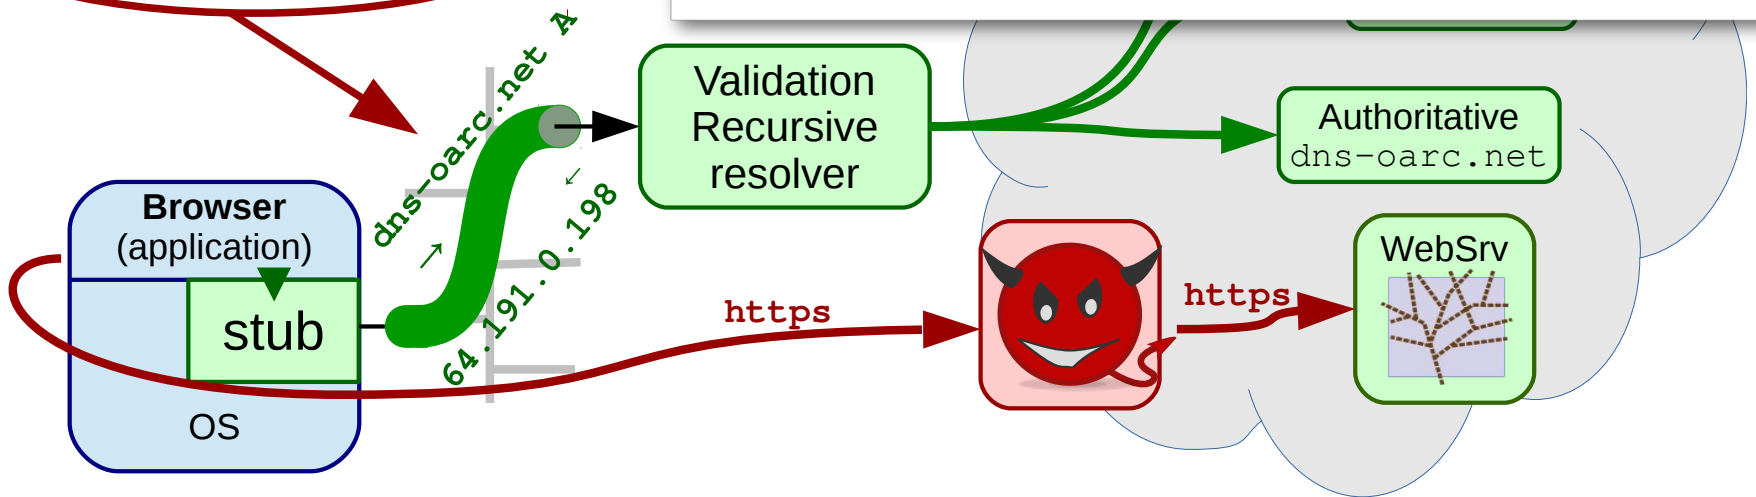 dns-oarc.net A
→
←
64.191.0.198
Validation
Recursive
resolver
Authoritative
dns-oarc.net
Browser
(application)
stub
OS
https
https
WebSrv